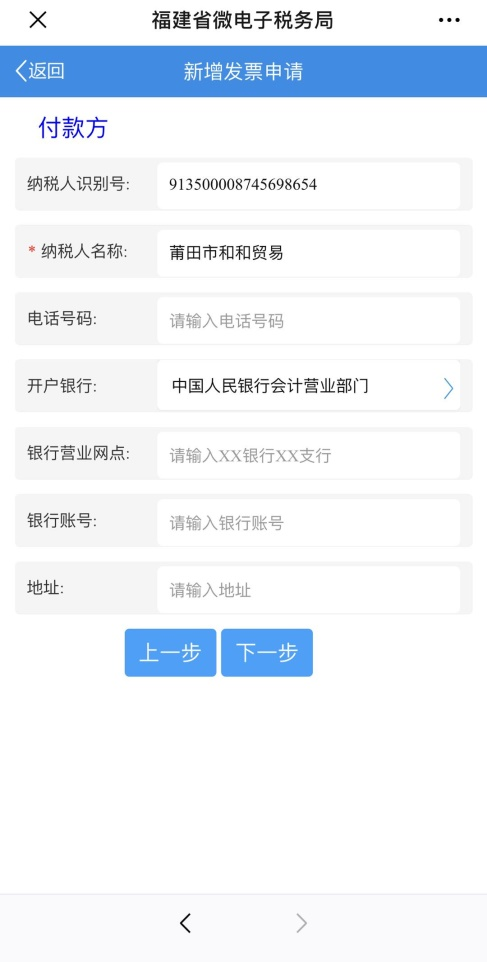 福建省微电子税务局
返回
新增发票申请
付款方
纳税人识别号: 913500008745698654
* 纳税人名称: 莆田市和和贸易
电话号码: 请输入电话号码
开户银行: 中国人民银行会计营业部门
银行营业网点: 请输入XX银行XX支行
银行账号: 请输入银行账号
地址: 请输入地址
上一步 下一步